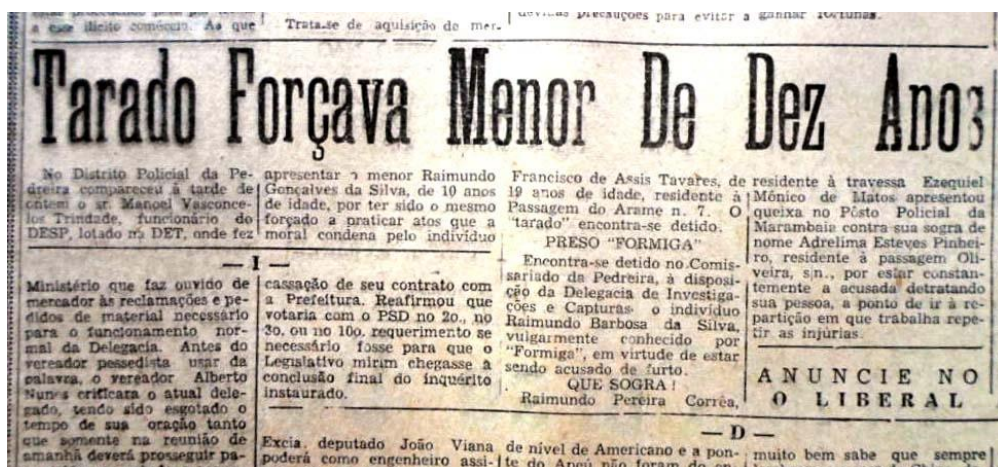 a esse ilícito comércio. As que
Trata-se de aquisição de mer-
devidas precauções para evitar a ganhar fortunas.
Tarado Forçava Menor De Dez Anos
No Distrito Policial da Pe-
dreira compareceu à tarde de
ontem o sr. Manoel Vasconce-
los Trindade, funcionário do
DESP, lotado na DET, onde fez
apresentar o menor Raimundo
Gonçalves da Silva, de 10 anos
de idade, por ter sido o mesmo
forçado a praticar atos que a
moral condena pelo indivíduo
Francisco de Assis Tavares, de
19 anos de idade, residente à
Passagem do Arame n. 7. O
"tarado" encontra-se detido.
PRESO "FORMIGA"
Encontra-se detido no Comis-
sariado da Pedreira, à disposi-
ção da Delegacia de Investiga-
ções e Capturas o indivíduo
Raimundo Barbosa da Silva,
vulgarmente conhecido por
"Formiga", em virtude de estar
sendo acusado de furto.
QUE SOGRA !
Raimundo Pereira Corrêa,
residente à travessa Ezequiel
Mônico de Matos apresentou
queixa no Pôsto Policial da
Marambaia contra sua sogra de
nome Adrelima Esteves Pinhei-
ro, residente à passagem Oli-
veira, s/n., por estar constan-
temente a acusada detratando
sua pessoa, a ponto de ir à re-
partição em que trabalha repe-
tir as injúrias.
ANUNCIE NO
O LIBERAL
— I —
Ministério que faz ouvido de
mercador às reclamações e pe-
didos de material necessário
para o funcionamento nor-
mal da Delegacia. Antes do
vereador pessedista usar da
palavra, o vereador Alberto
Nunes criticara o atual dele-
gado, tendo sido esgotado o
tempo de sua oração tanto
que somente na reunião de
amanhã deverá prosseguir pa-
cassação de seu contrato com
a Prefeitura. Reafirmou que
votaria com o PSD no 2o., no
3o. ou no 10o. requerimento se
necessário fosse para que o
Legislativo mirim chegasse à
conclusão final do inquérito
instaurado.
— D —
Excia. deputado João Viana
poderá como engenheiro assi-
de nível de Americano e a pon-
te do Apeú não foram do en-
muito bem sabe que sempre